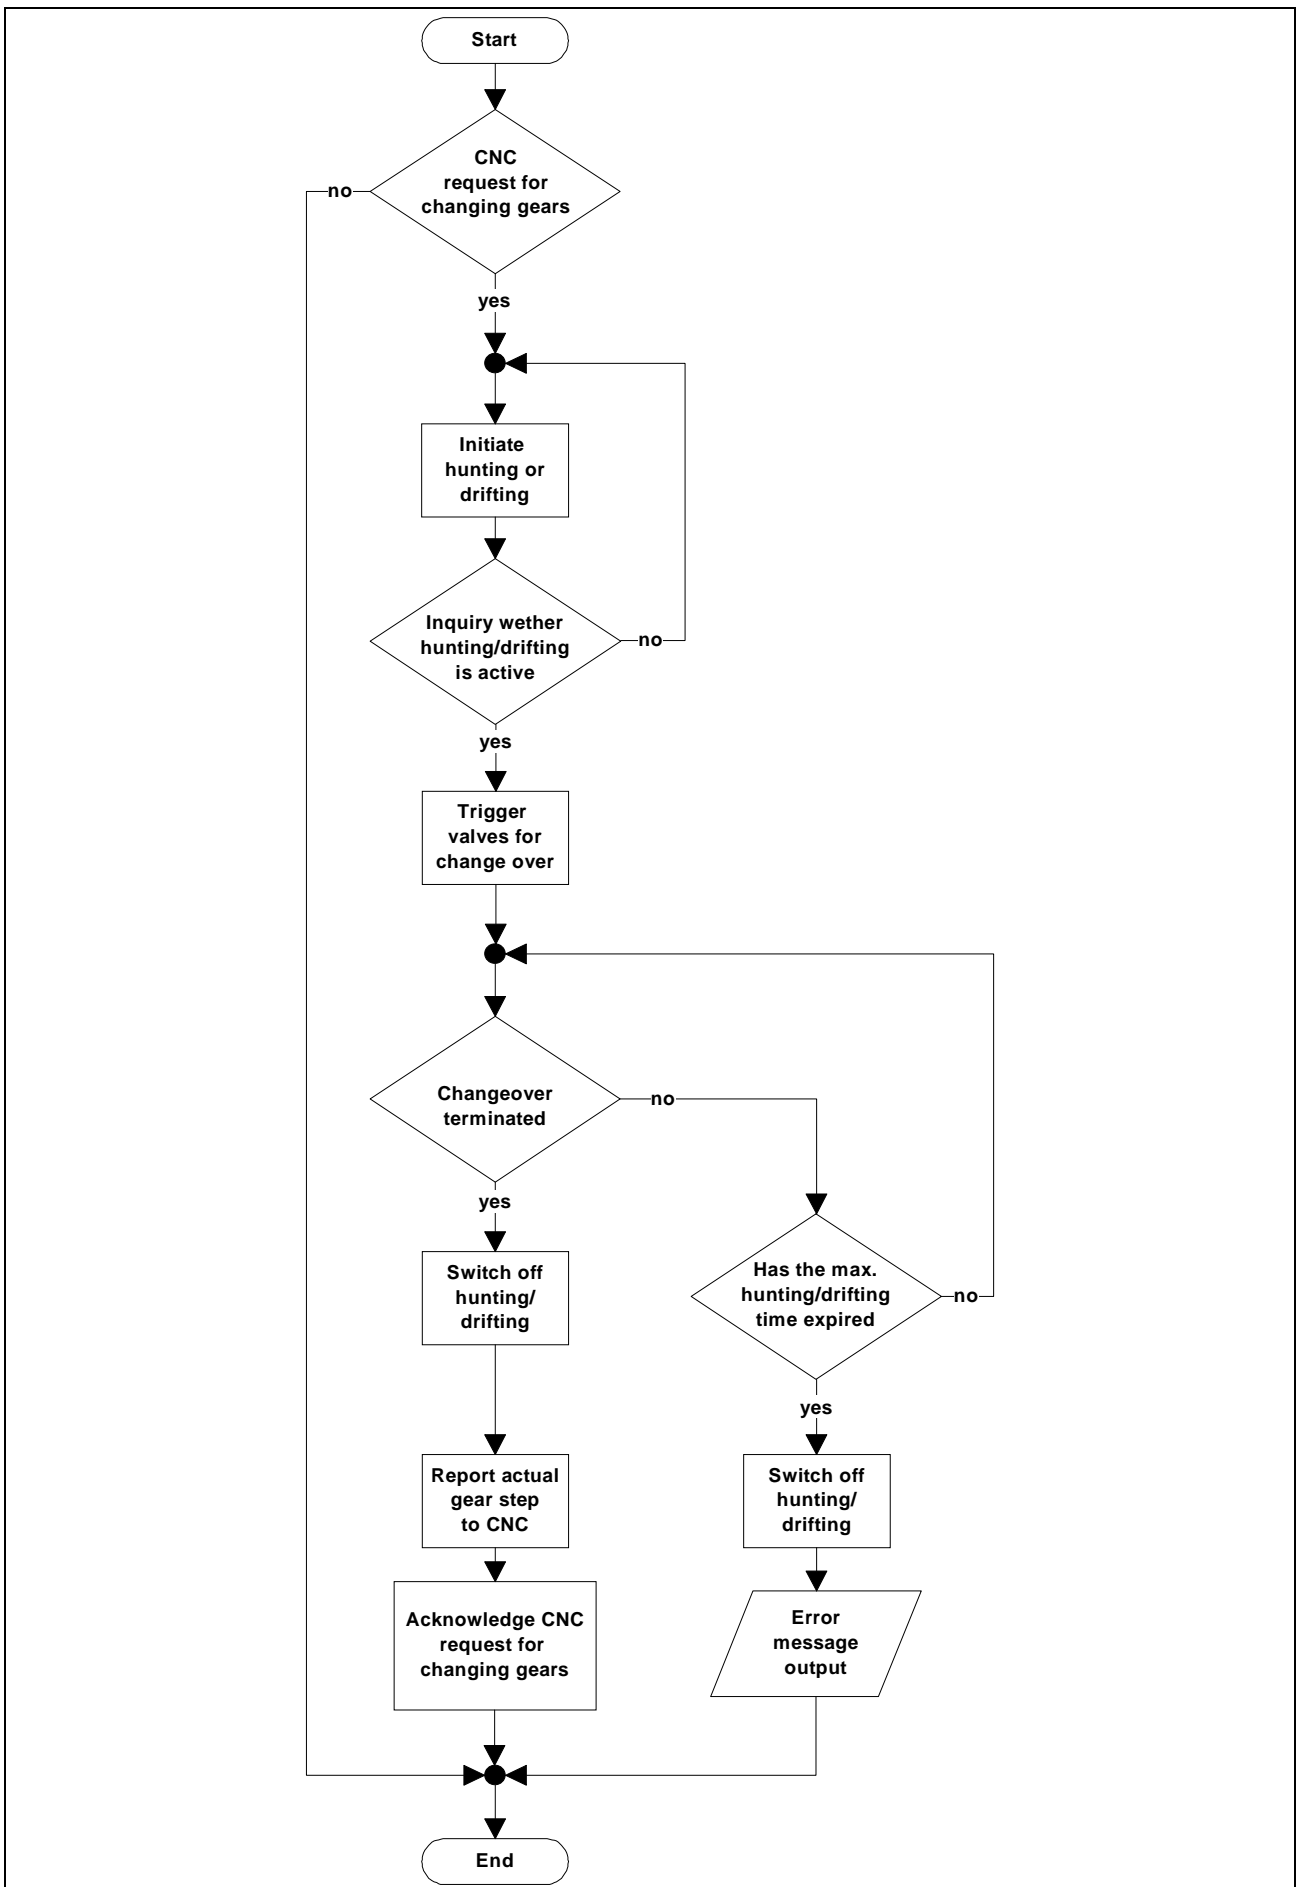 Start
CNC
request for
changing gears
no
yes
Initiate
hunting or
drifting
Inquiry wether
hunting/drifting
is active
no
yes
Trigger
valves for
change over
Changeover
terminated
no
yes
Switch off
hunting/
drifting
Has the max.
hunting/drifting
time expired
no
yes
Report actual
gear step
to CNC
Switch off
hunting/
drifting
Acknowledge CNC
request for
changing gears
Error
message
output
End